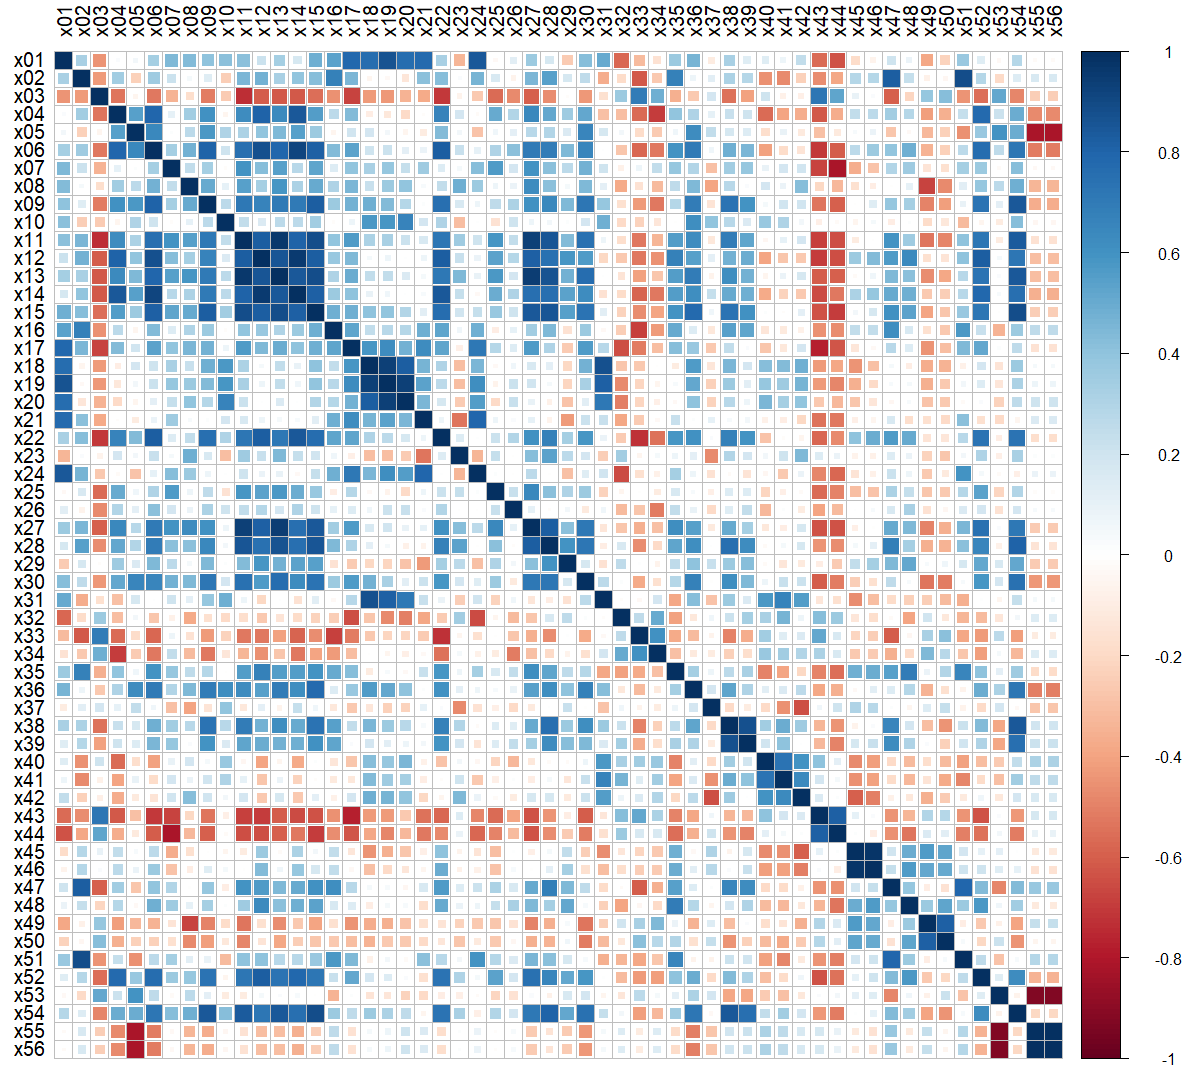 x01 x02 x03 x04 x05 x06 x07 x08 x09 x10 x11 x12 x13 x14 x15 x16 x17 x18 x19 x20 x21 x22 x23 x24 x25 x26 x27 x28 x29 x30 x31 x32 x33 x34 x35 x36 x37 x38 x39 x40 x41 x42 x43 x44 x45 x46 x47 x48 x49 x50 x51 x52 x53 x54 x55 x56
x01
x02
x03
x04
x05
x06
x07
x08
x09
x10
x11
x12
x13
x14
x15
x16
x17
x18
x19
x20
x21
x22
x23
x24
x25
x26
x27
x28
x29
x30
x31
x32
x33
x34
x35
x36
x37
x38
x39
x40
x41
x42
x43
x44
x45
x46
x47
x48
x49
x50
x51
x52
x53
x54
x55
x56
1
0.8
0.6
0.4
0.2
0
-0.2
-0.4
-0.6
-0.8
-1